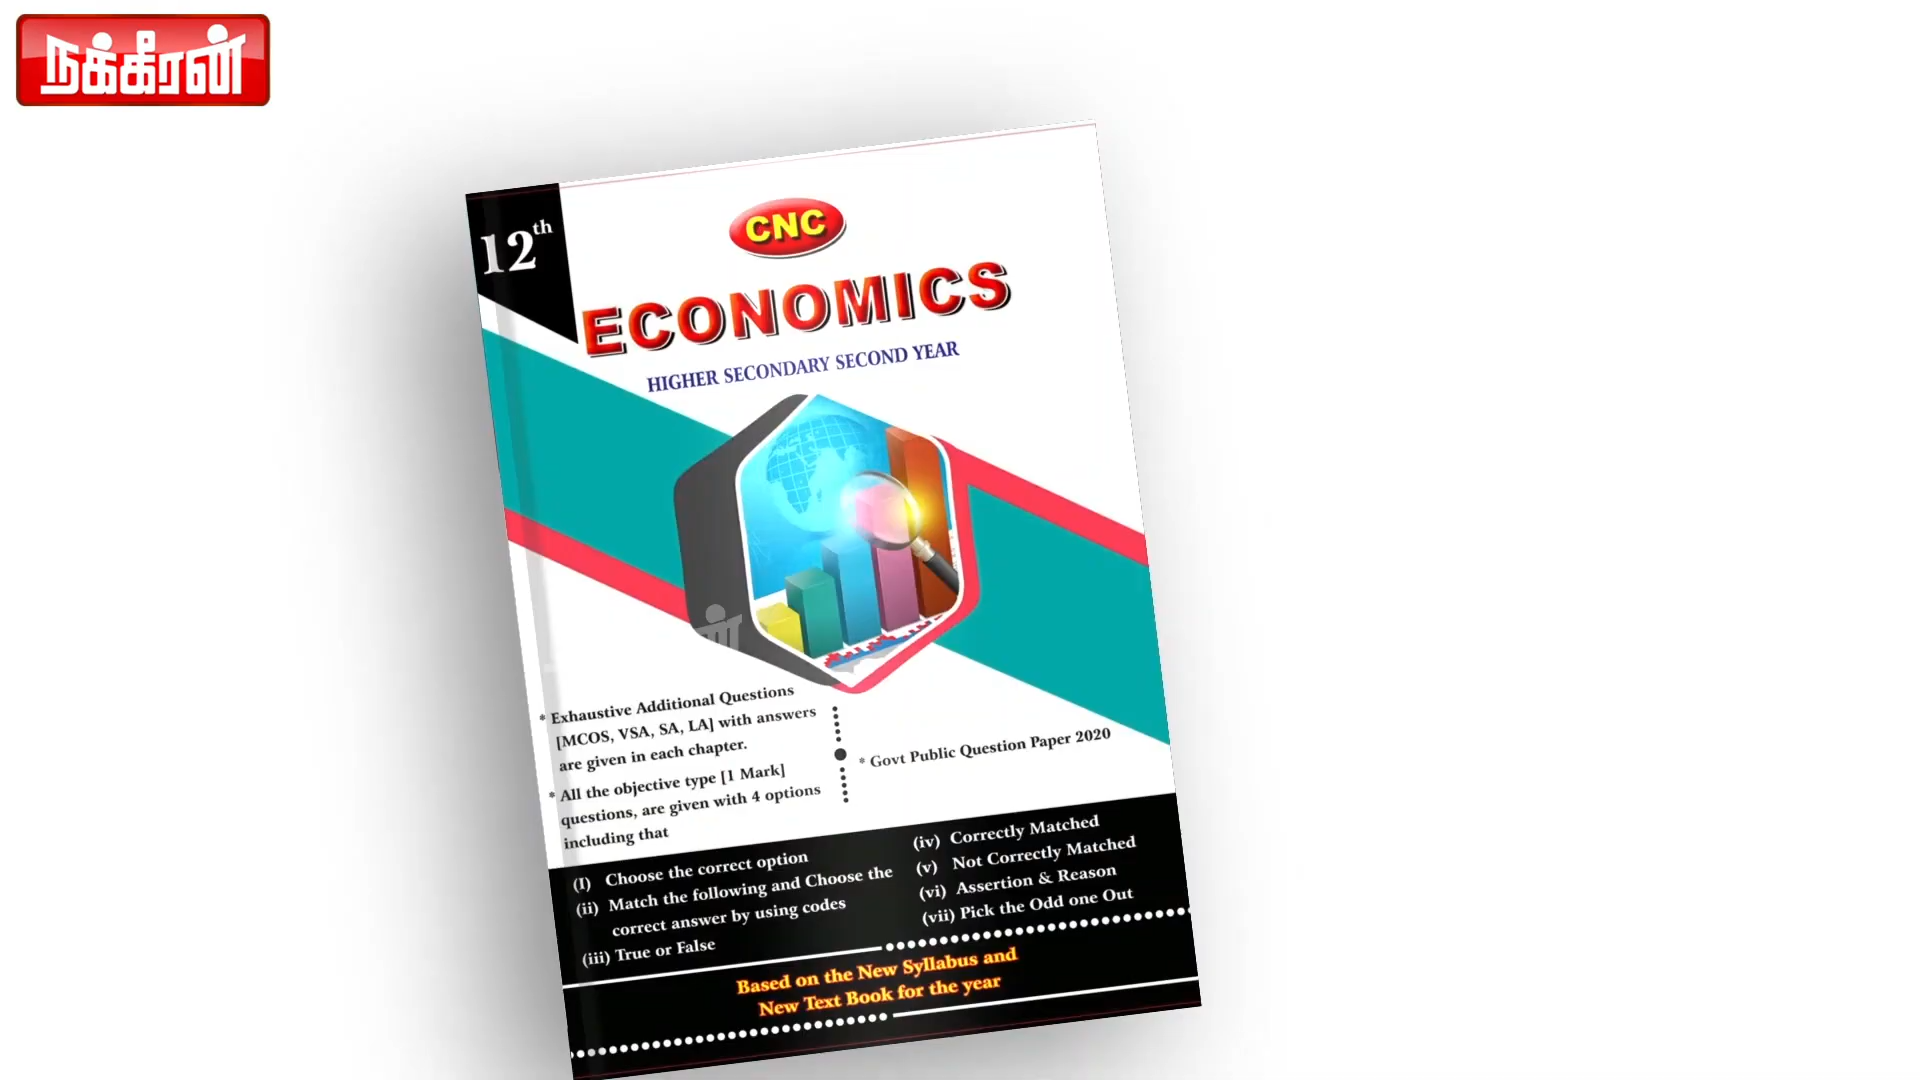 நக்கீரன்
12th
CNC
ECONOMICS
HIGHER SECONDARY SECOND YEAR
* Exhaustive Additional Questions
[MCOS, VSA, SA, LA] with answers
are given in each chapter.
* All the objective type [1 Mark]
questions, are given with 4 options
including that
* Govt Public Question Paper 2020
(I) Choose the correct option
(ii) Match the following and Choose the
correct answer by using codes
(iii) True or False
(iv) Correctly Matched
(v) Not Correctly Matched
(vi) Assertion & Reason
(vii) Pick the Odd one Out
Based on the New Syllabus and
New Text Book for the year